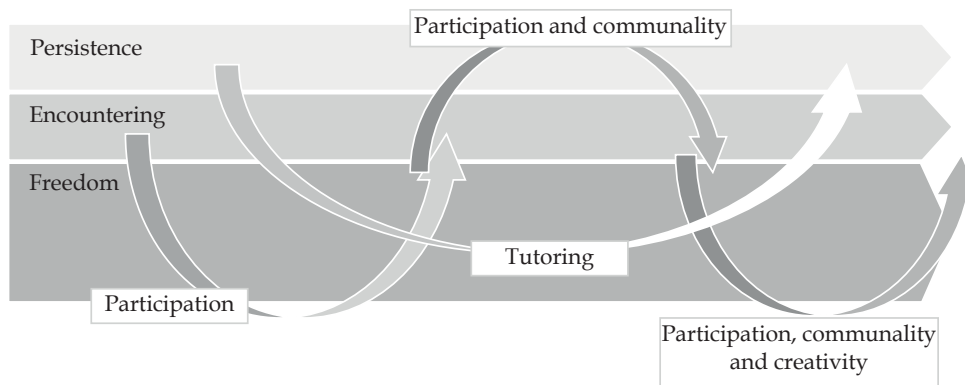 Participation and communality
Persistence
Encountering
Freedom
Tutoring
Participation
Participation, communality
and creativity